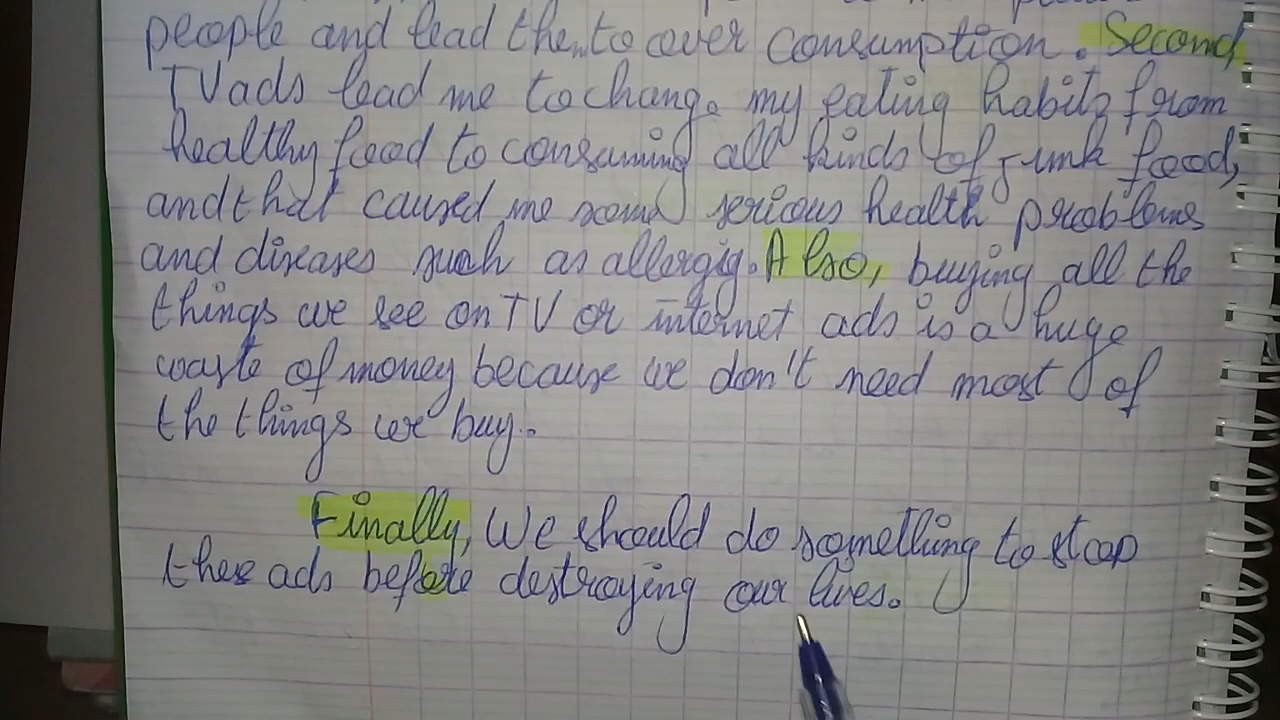 people and lead them to over consumption. Second,
TV ads lead me to change my eating habits from
healthy food to consuming all kinds of junk food,
and that caused me some serious health problems
and diseases such as allergig. Also, buying all the
things we see on TV or internet ads is a huge
waste of money because we don't need most of
the things we buy.
Finally, We should do something to stop
thes ads before destroying our lives.